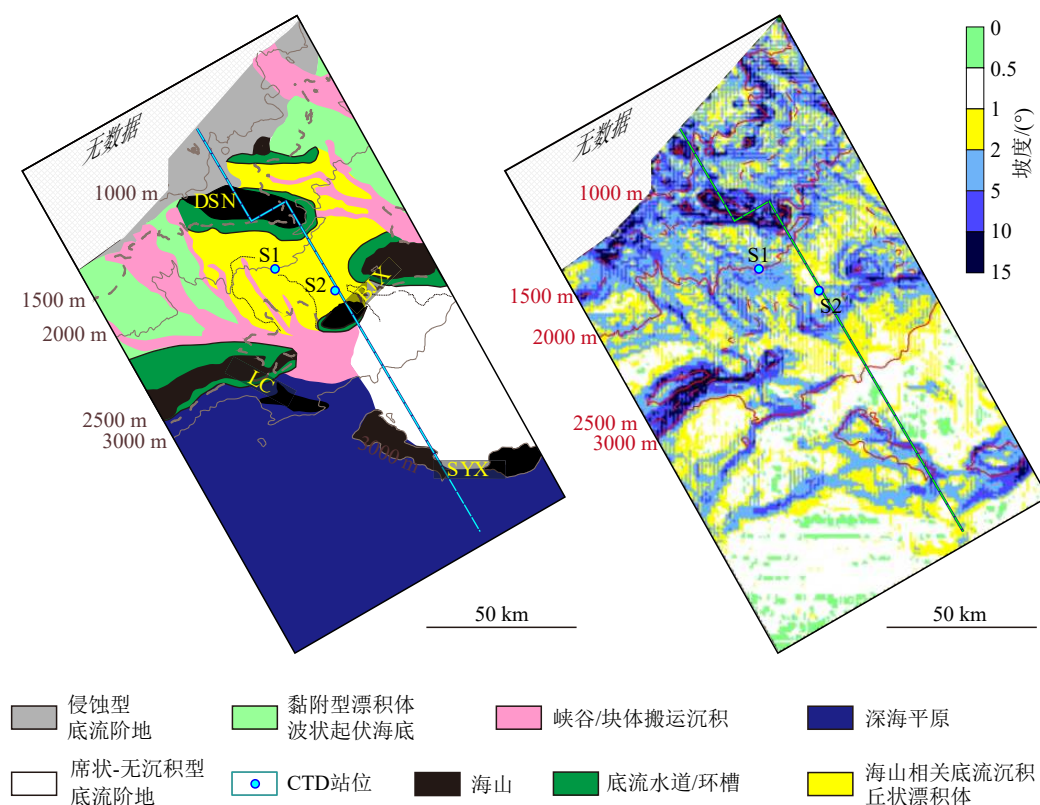 无数据
1000 m
DSN
S1
S2
BJX
1500 m
2000 m
LC
2500 m
3000 m
3000 m
SYX
50 km
无数据
1000 m
S1
S2
1500 m
2000 m
2500 m
3000 m
50 km
0
0.5
1
2
5
10
15
坡度/(°)
侵蚀型
底流阶地
黏附型漂积体
波状起伏海底
峡谷/块体搬运沉积
深海平原
席状-无沉积型
底流阶地
CTD站位
海山
底流水道/环槽
海山相关底流沉积
丘状漂积体